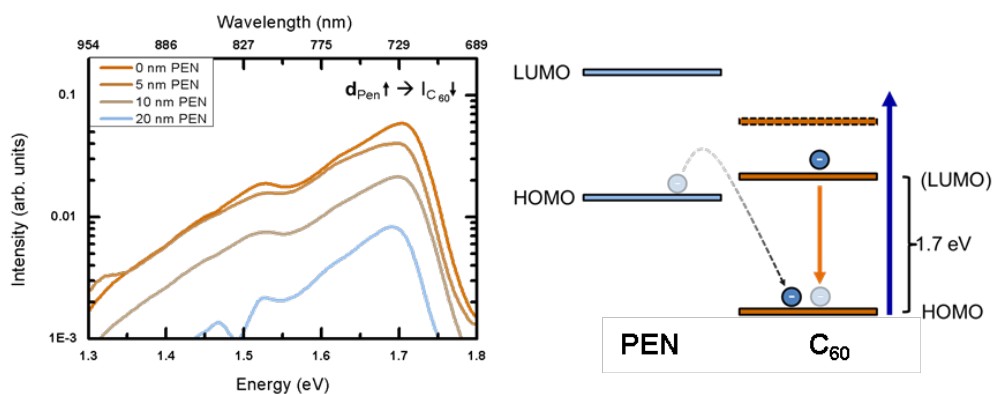 Wavelength (nm)
954 886 827 775 729 689
0 nm PEN
5 nm PEN
10 nm PEN
20 nm PEN
d_Pen ↑ → I_C60 ↓
Intensity (arb. units)
0.1
0.01
1E-3
1.3 1.4 1.5 1.6 1.7 1.8
Energy (eV)
LUMO
HOMO
(LUMO)
1.7 eV
HOMO
PEN C₆₀